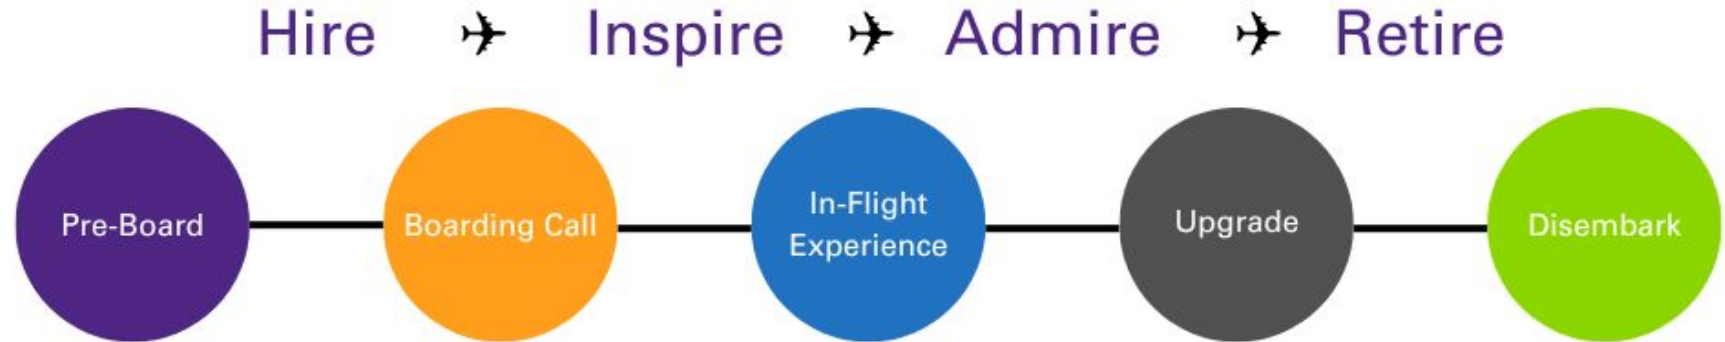 Hire ✈ Inspire ✈ Admire ✈ Retire
Pre-Board
Boarding Call
In-Flight
Experience
Upgrade
Disembark